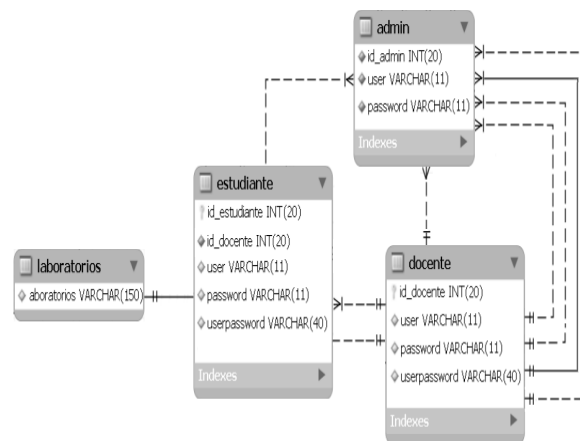 admin
id_admin INT(20)
user VARCHAR(11)
password VARCHAR(11)
Indexes
estudiante
id_estudiante INT(20)
id_docente INT(20)
user VARCHAR(11)
password VARCHAR(11)
userpassword VARCHAR(40)
Indexes
laboratorios
aboratorios VARCHAR(150)
docente
id_docente INT(20)
user VARCHAR(11)
password VARCHAR(11)
userpassword VARCHAR(40)
Indexes